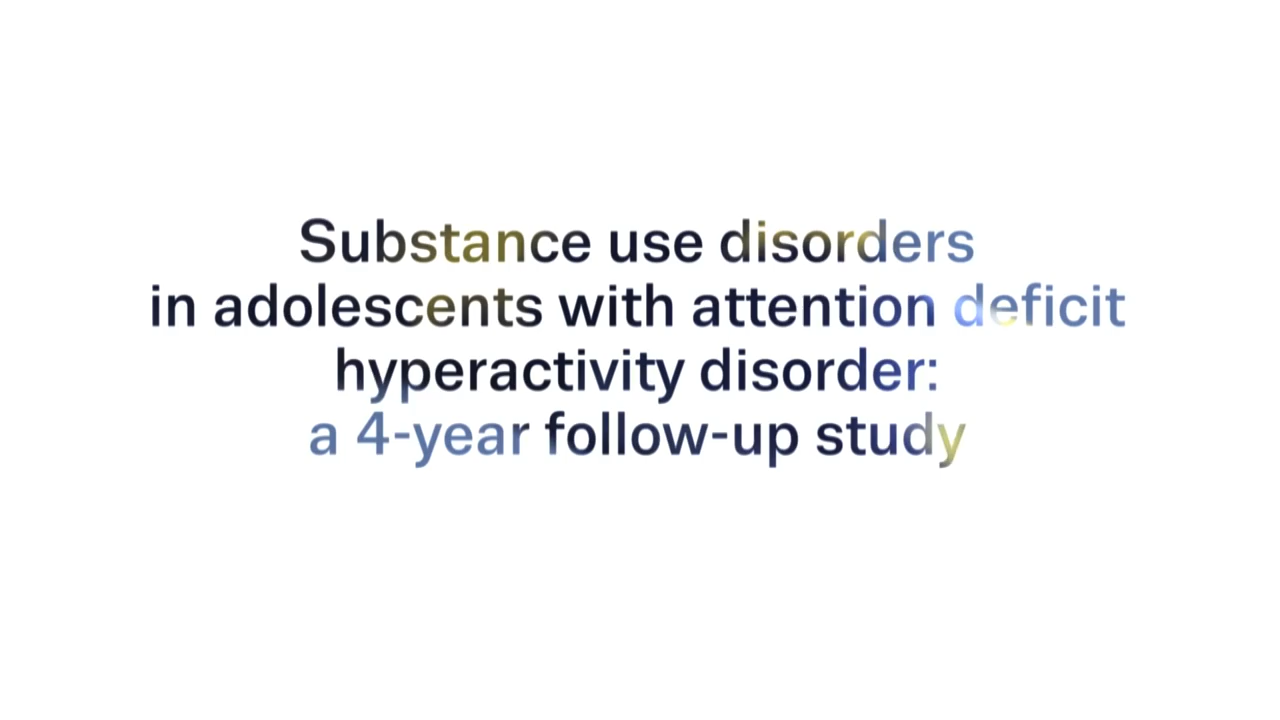 Substance use disorders
in adolescents with attention deficit
hyperactivity disorder:
a 4-year follow-up study